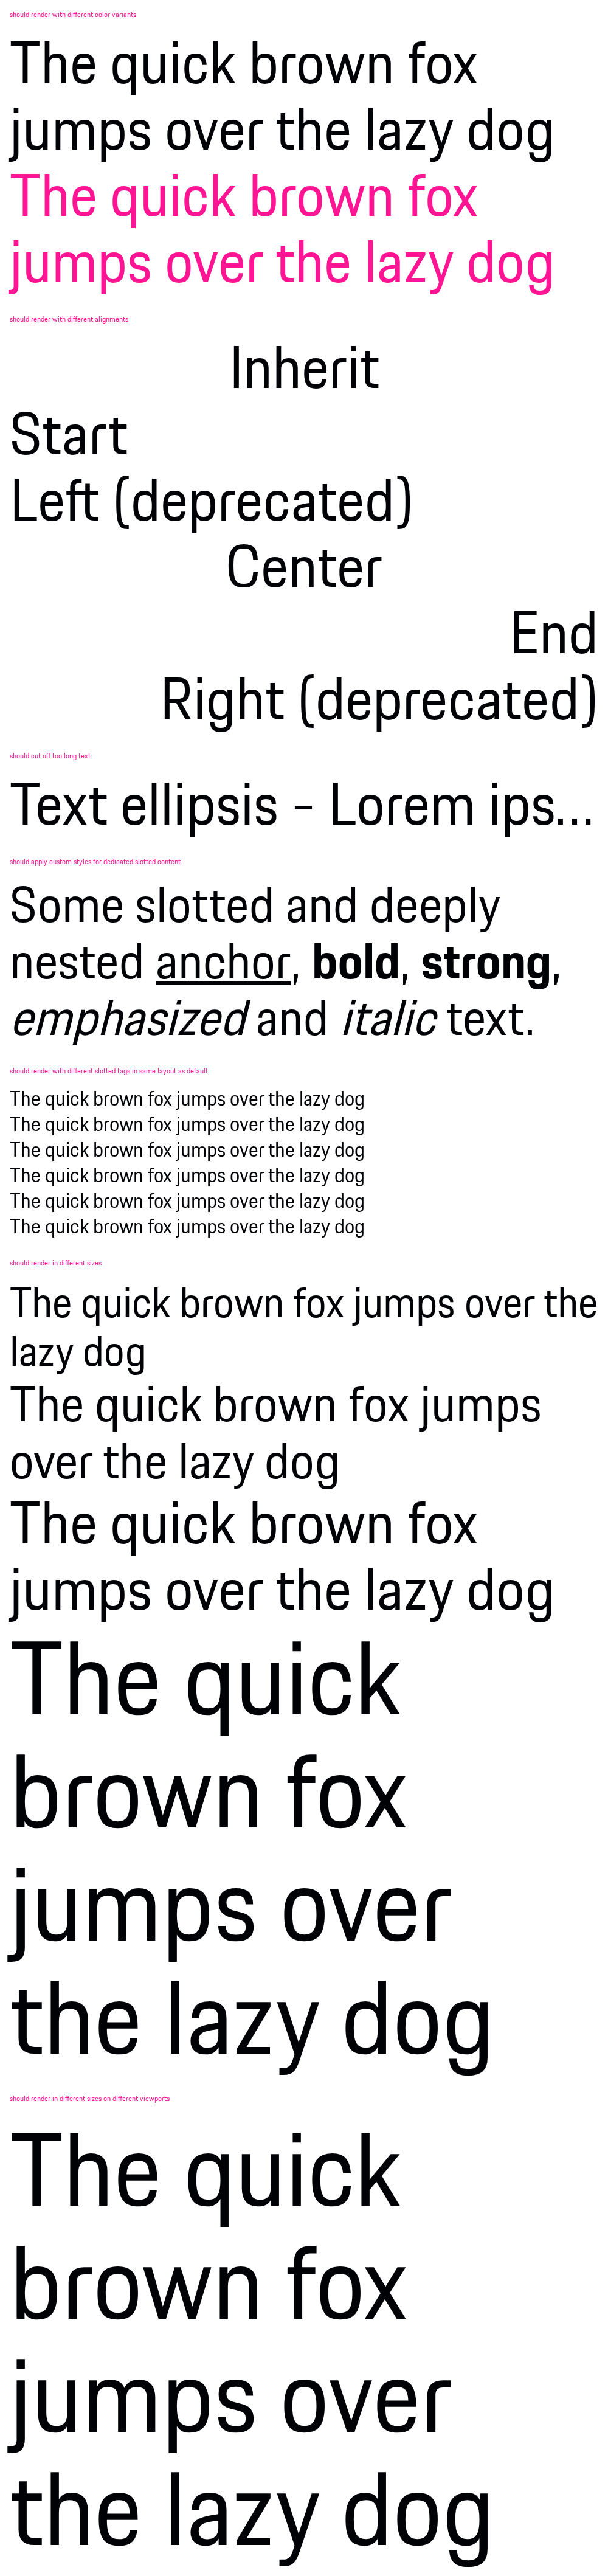 should render with different color variants
The quick brown fox
jumps over the lazy dog
The quick brown fox
jumps over the lazy dog
should render with different alignments
Inherit
Start
Left (deprecated)
Center
End
Right (deprecated)
should cut off too long text
Text ellipsis - Lorem ips...
should apply custom styles for dedicated slotted content
Some slotted and deeply
nested anchor, bold, strong,
emphasized and italic text.
should render with different slotted tags in same layout as default
The quick brown fox jumps over the lazy dog
The quick brown fox jumps over the lazy dog
The quick brown fox jumps over the lazy dog
The quick brown fox jumps over the lazy dog
The quick brown fox jumps over the lazy dog
The quick brown fox jumps over the lazy dog
should render in different sizes
The quick brown fox jumps over the
lazy dog
The quick brown fox jumps
over the lazy dog
The quick brown fox
jumps over the lazy dog
The quick
brown fox
jumps over
the lazy dog
should render in different sizes on different viewports
The quick
brown fox
jumps over
the lazy dog